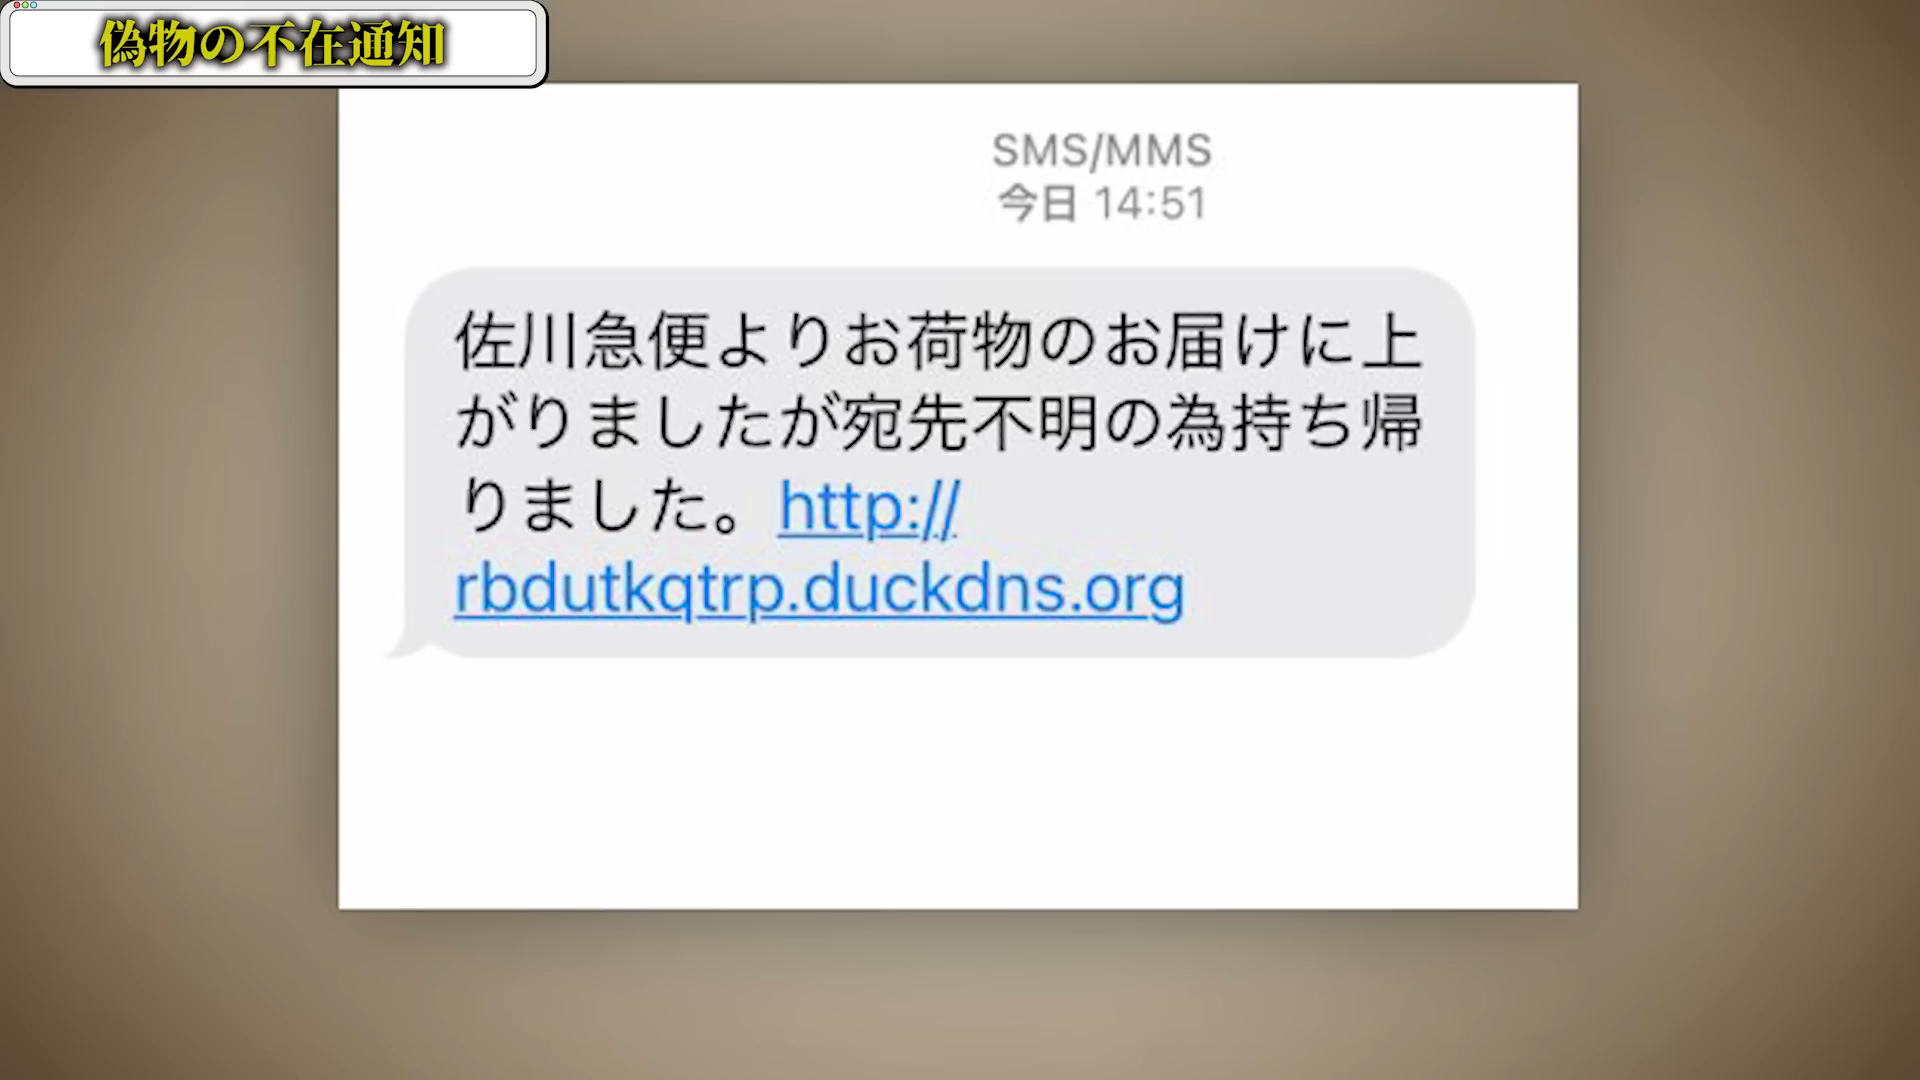 偽物の不在通知
SMS/MMS
今日 14:51
佐川急便よりお荷物のお届けに上
がりましたが宛先不明の為持ち帰
りました。http://
rbdutkqtrp.duckdns.org